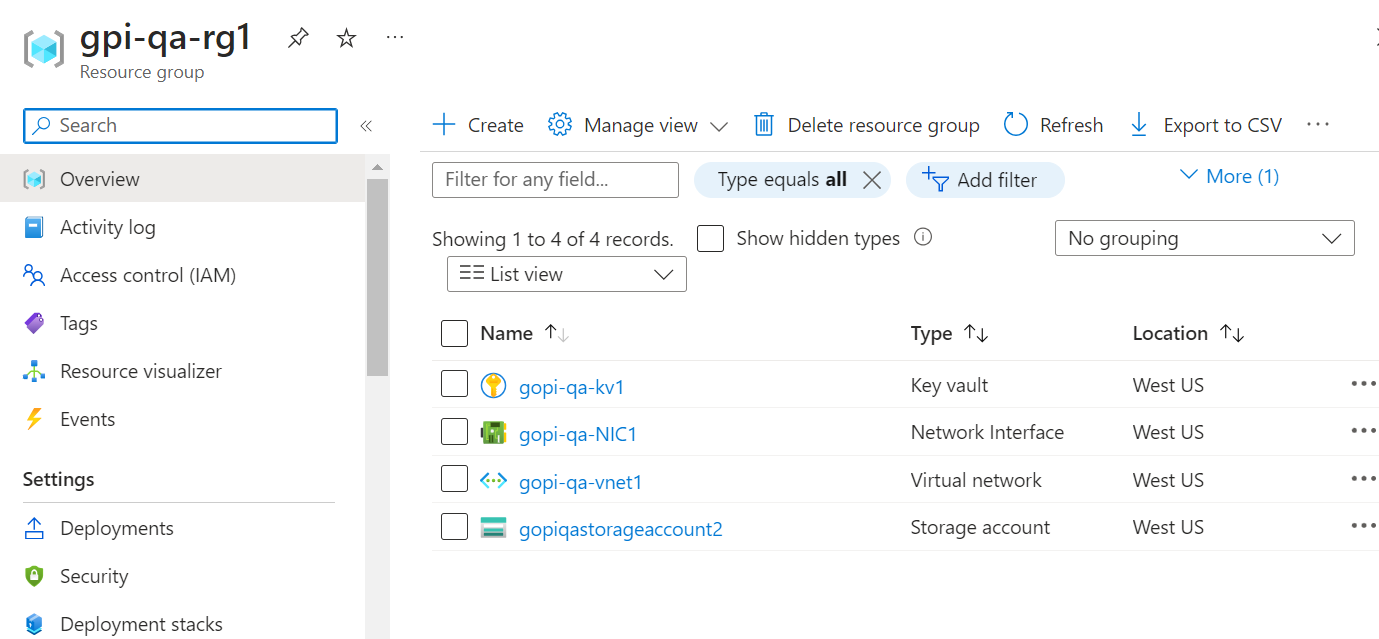 gpi-qa-rg1
Resource group
Search
Overview
Activity log
Access control (IAM)
Tags
Resource visualizer
Events
Settings
Deployments
Security
Deployment stacks
Create Manage view Delete resource group Refresh Export to CSV
Filter for any field... Type equals all Add filter More (1)
Showing 1 to 4 of 4 records. Show hidden types No grouping
List view
Name Type Location
gopi-qa-kv1 Key vault West US
gopi-qa-NIC1 Network Interface West US
gopi-qa-vnet1 Virtual network West US
gopiqastorageaccount2 Storage account West US